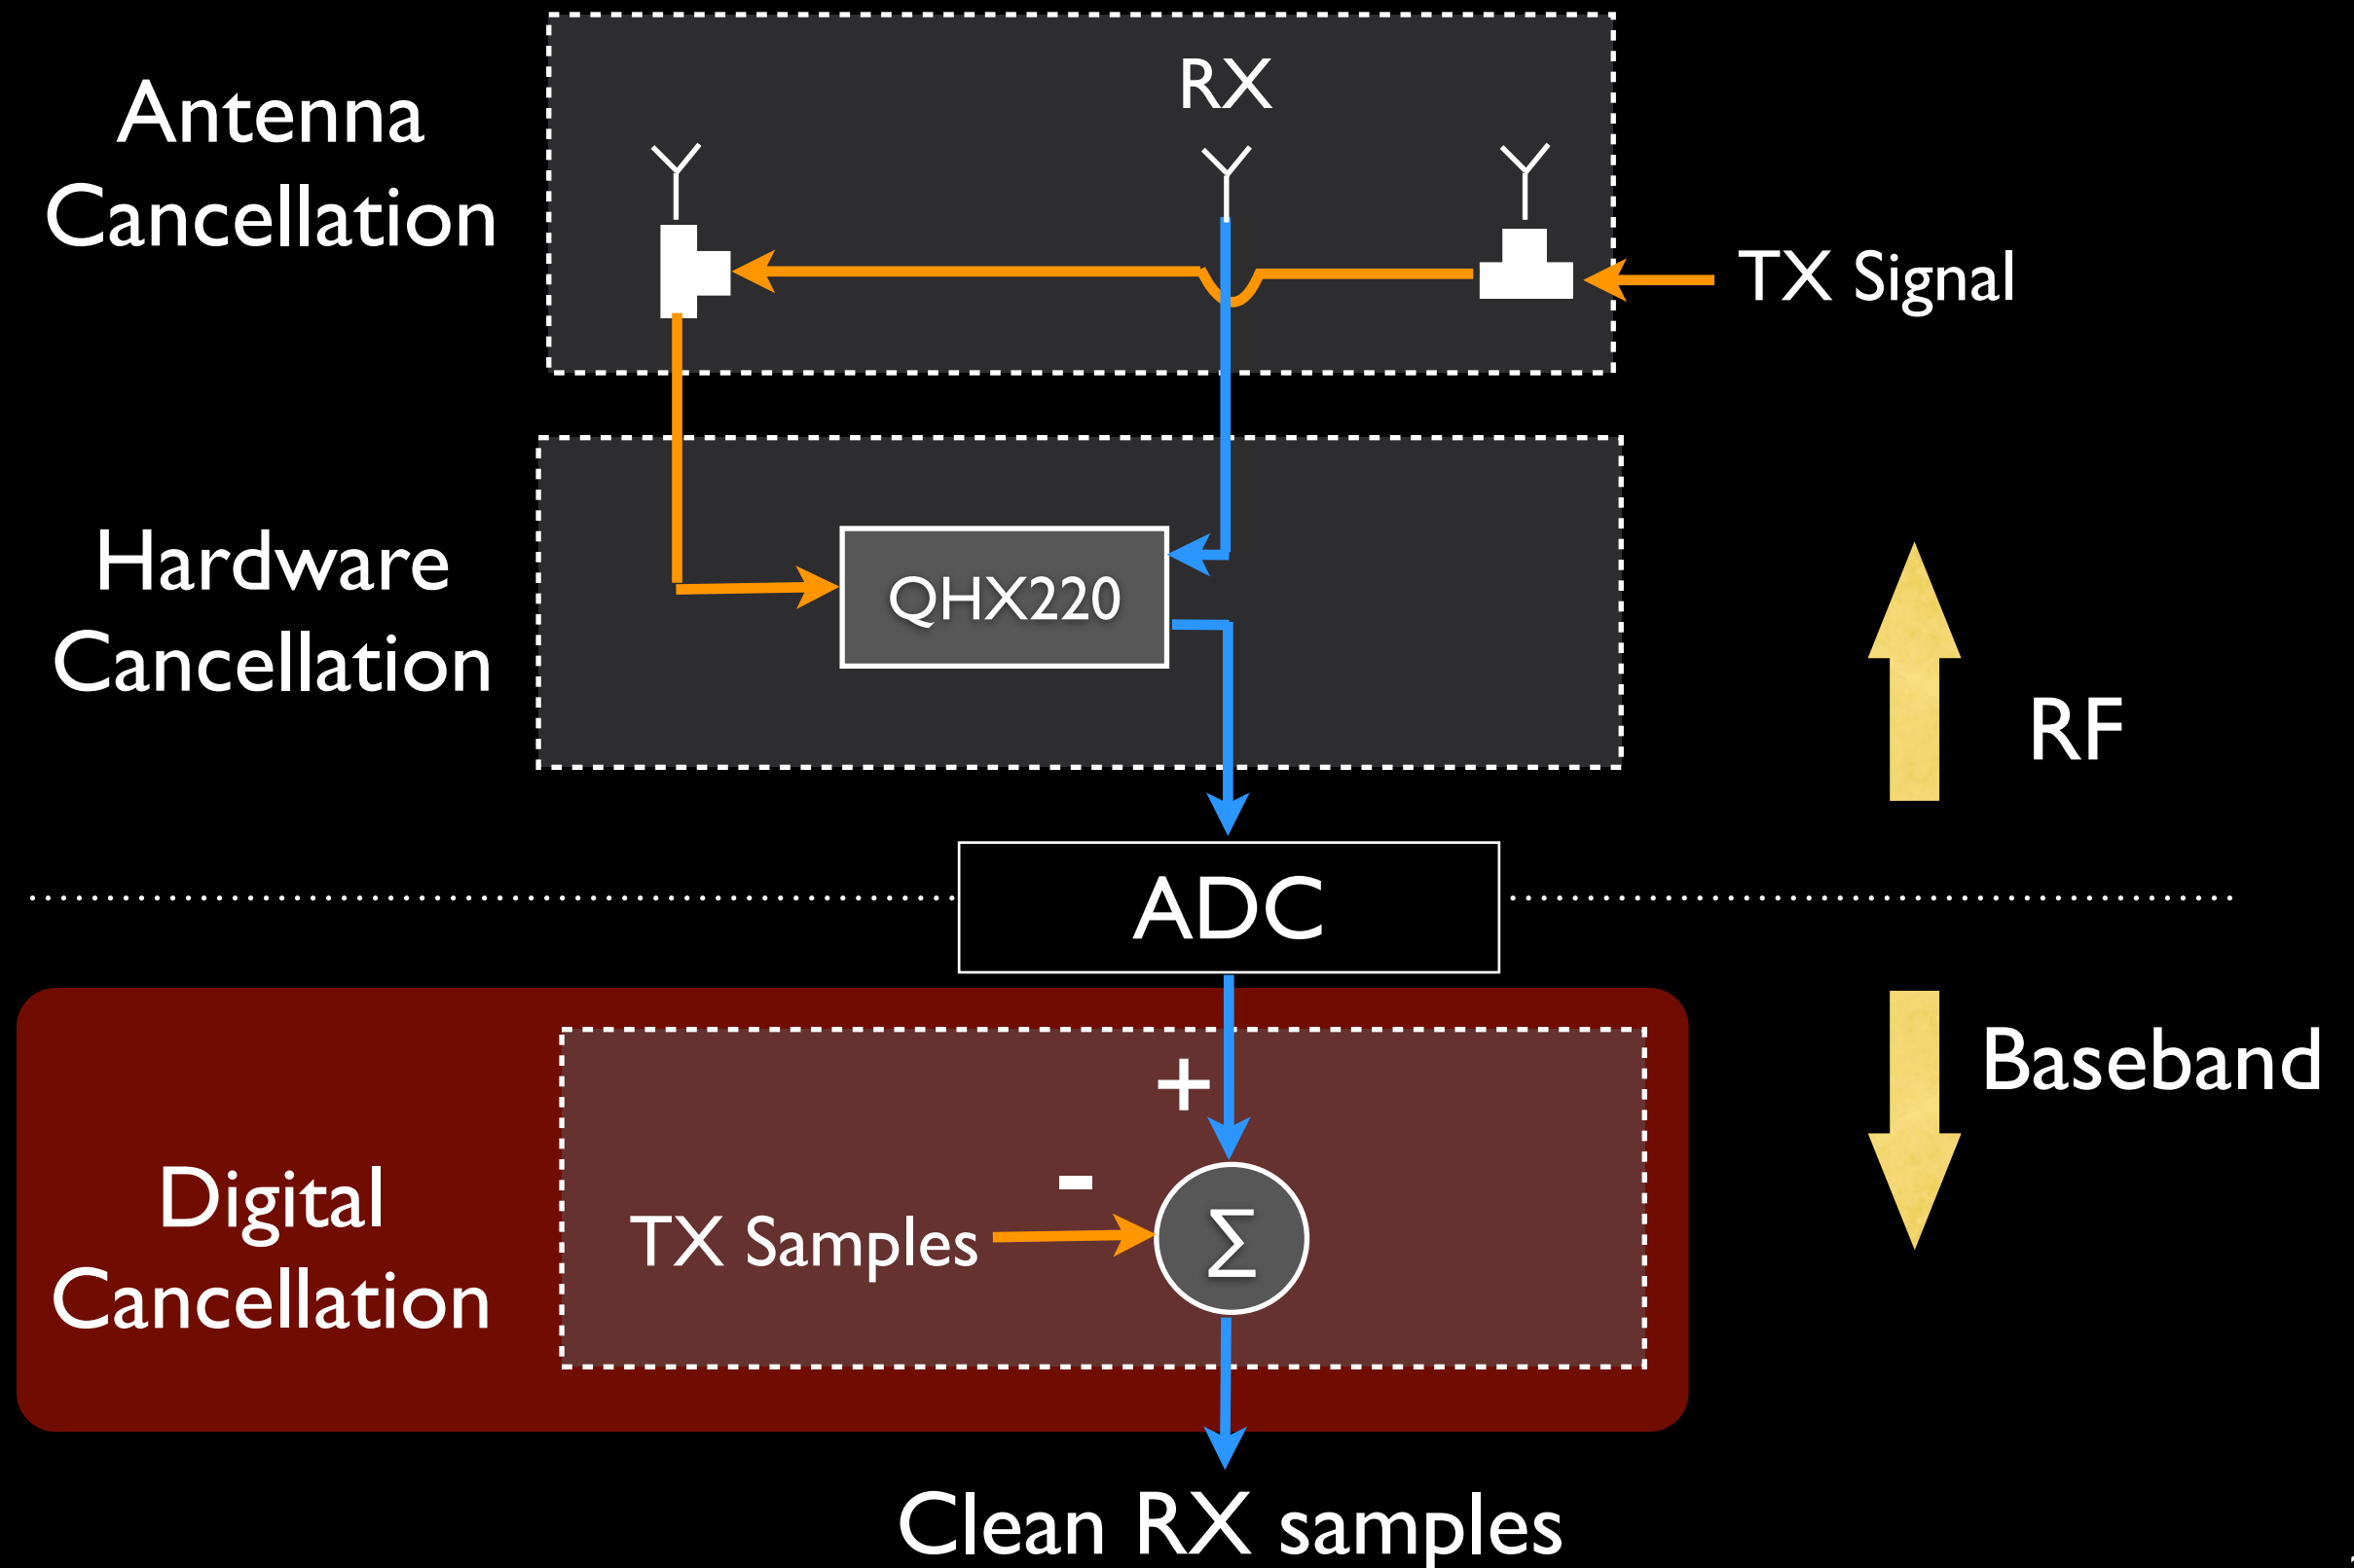 RX
Antenna
Cancellation
TX Signal
Hardware
Cancellation
QHX220
RF
ADC
Baseband
+
-
Digital
Cancellation
TX Samples
Σ
Clean RX samples